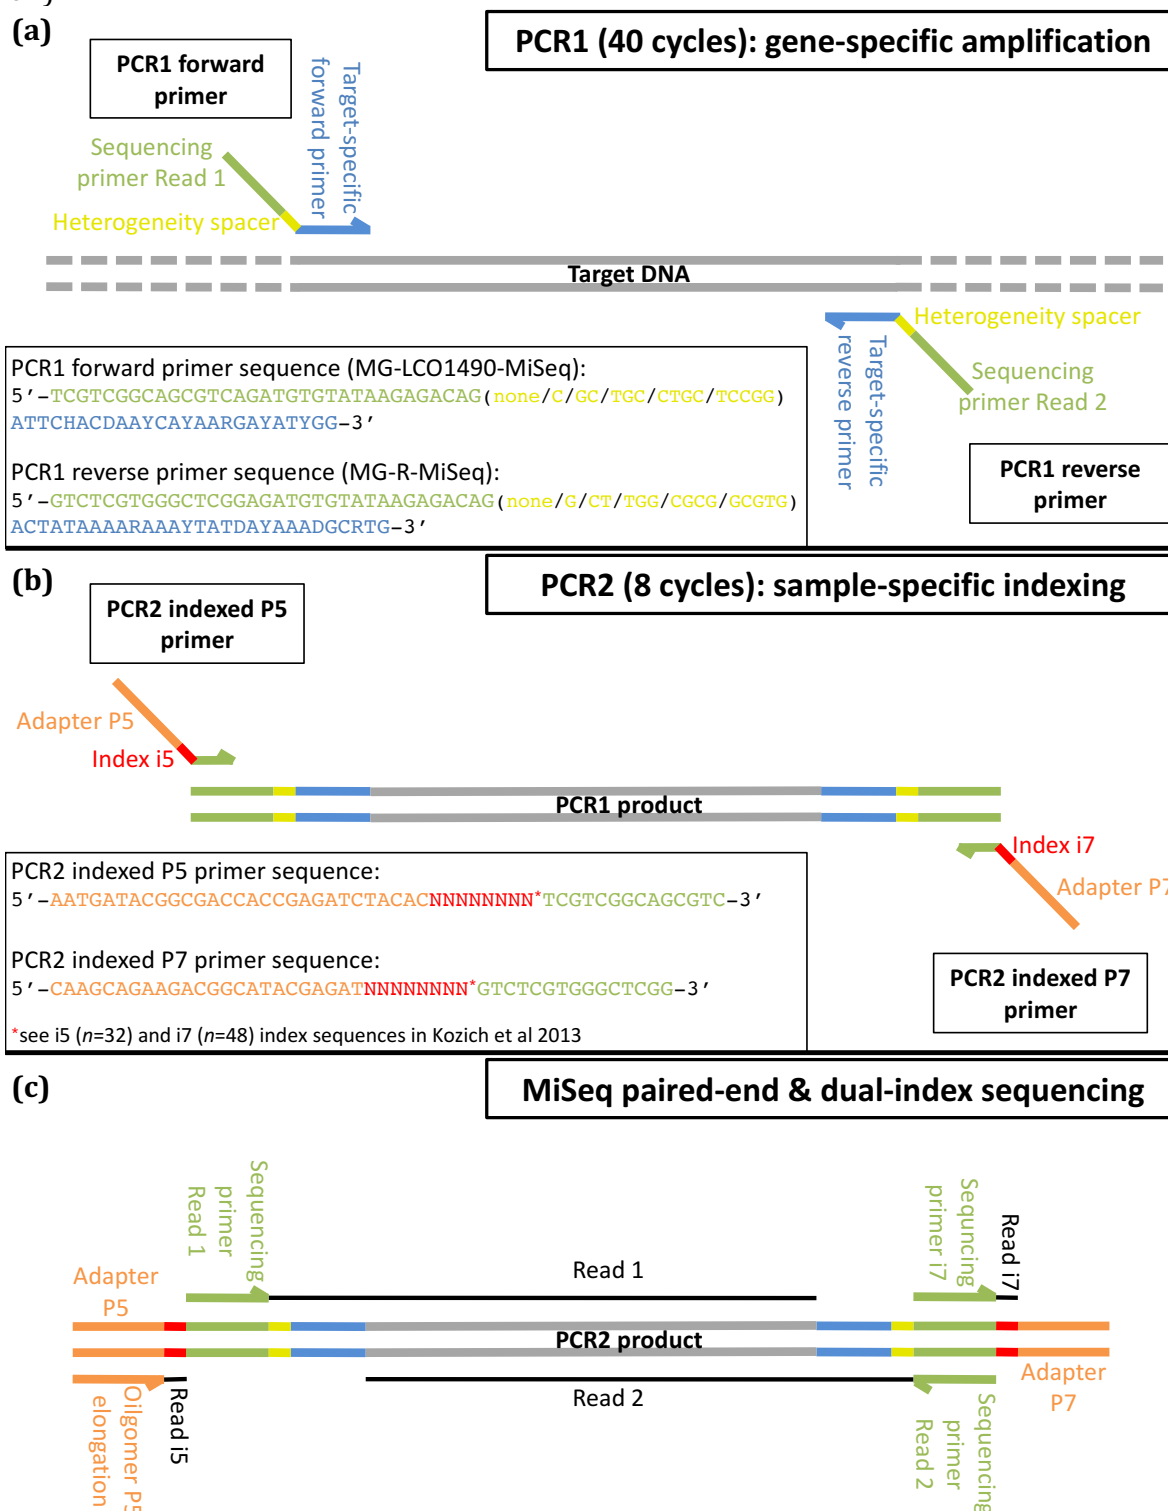 (a)
PCR1 (40 cycles): gene-specific amplification
PCR1 forward
primer
Target-specific
forward primer
Sequencing
primer Read 1
Heterogeneity spacer
Target DNA
Heterogeneity spacer
Target-specific
reverse primer
Sequencing
primer Read 2
PCR1 reverse
primer
PCR1 forward primer sequence (MG-LCO1490-MiSeq):
5′-TCGTCGGCAGCGTCAGATGTGTATAAGAGACAG(none/C/GC/TGC/CTGC/TCCGG)
ATTCHACDAAYCAYAARGAYATYGG-3′
PCR1 reverse primer sequence (MG-R-MiSeq):
5′-GTCTCGTGGGCTCGGAGATGTGTATAAGAGACAG(none/G/CT/TGG/CGCG/GCGTG)
ACTATAAAARAAAYTATDAYAAADGCRTG-3′
(b)
PCR2 (8 cycles): sample-specific indexing
PCR2 indexed P5
primer
Adapter P5
Index i5
PCR1 product
Index i7
Adapter P7
PCR2 indexed P7
primer
PCR2 indexed P5 primer sequence:
5′-AATGATACGGCGACCACCGAGATCTACACNNNNNNNN*TCGTCGGCAGCGTC-3′
PCR2 indexed P7 primer sequence:
5′-CAAGCAGAAGACGGCATACGAGATNNNNNNNN*GTCTCGTGGGCTCGG-3′
*see i5 (n=32) and i7 (n=48) index sequences in Kozich et al 2013
(c)
MiSeq paired-end & dual-index sequencing
Sequencing
primer
Read 1
Sequncing
primer i7
Read i7
Read 1
Adapter
P5
PCR2 product
Adapter
P7
Read 2
Oilgomer P5
elongation
Read i5
Sequencing
primer
Read 2